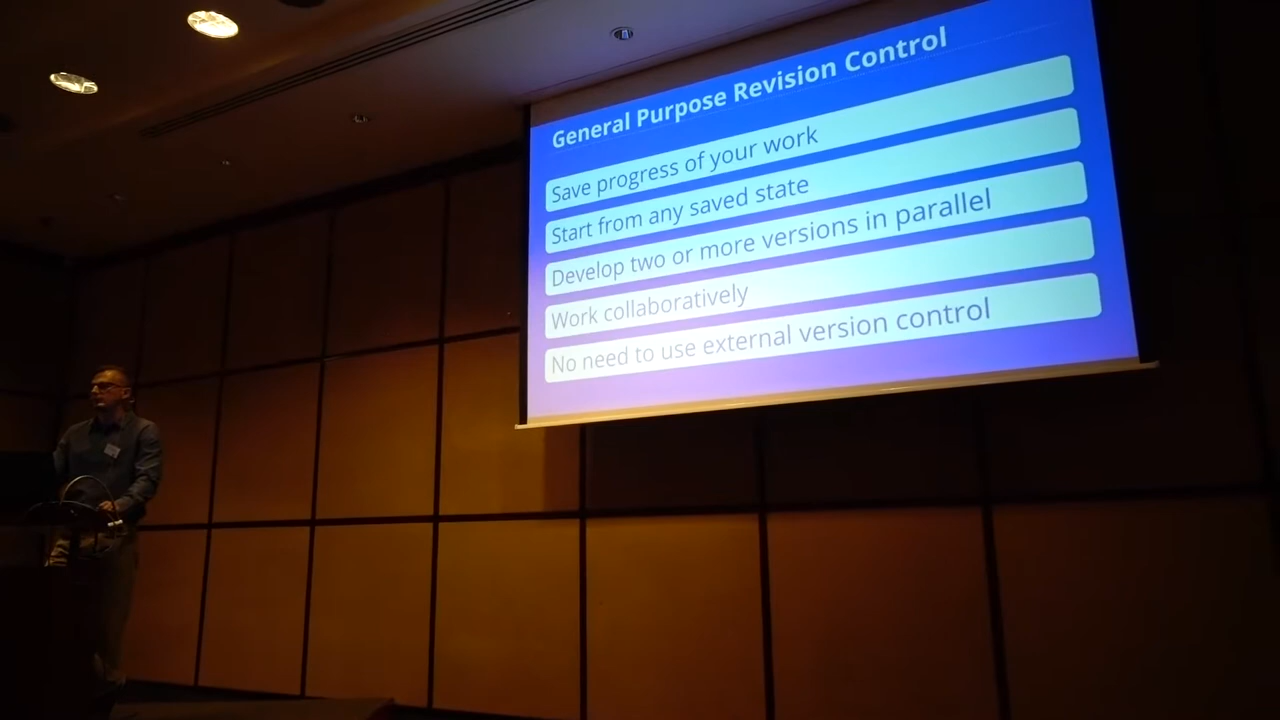 General Purpose Revision Control
Save progress of your work
Start from any saved state
Develop two or more versions in parallel
Work collaboratively
No need to use external version control